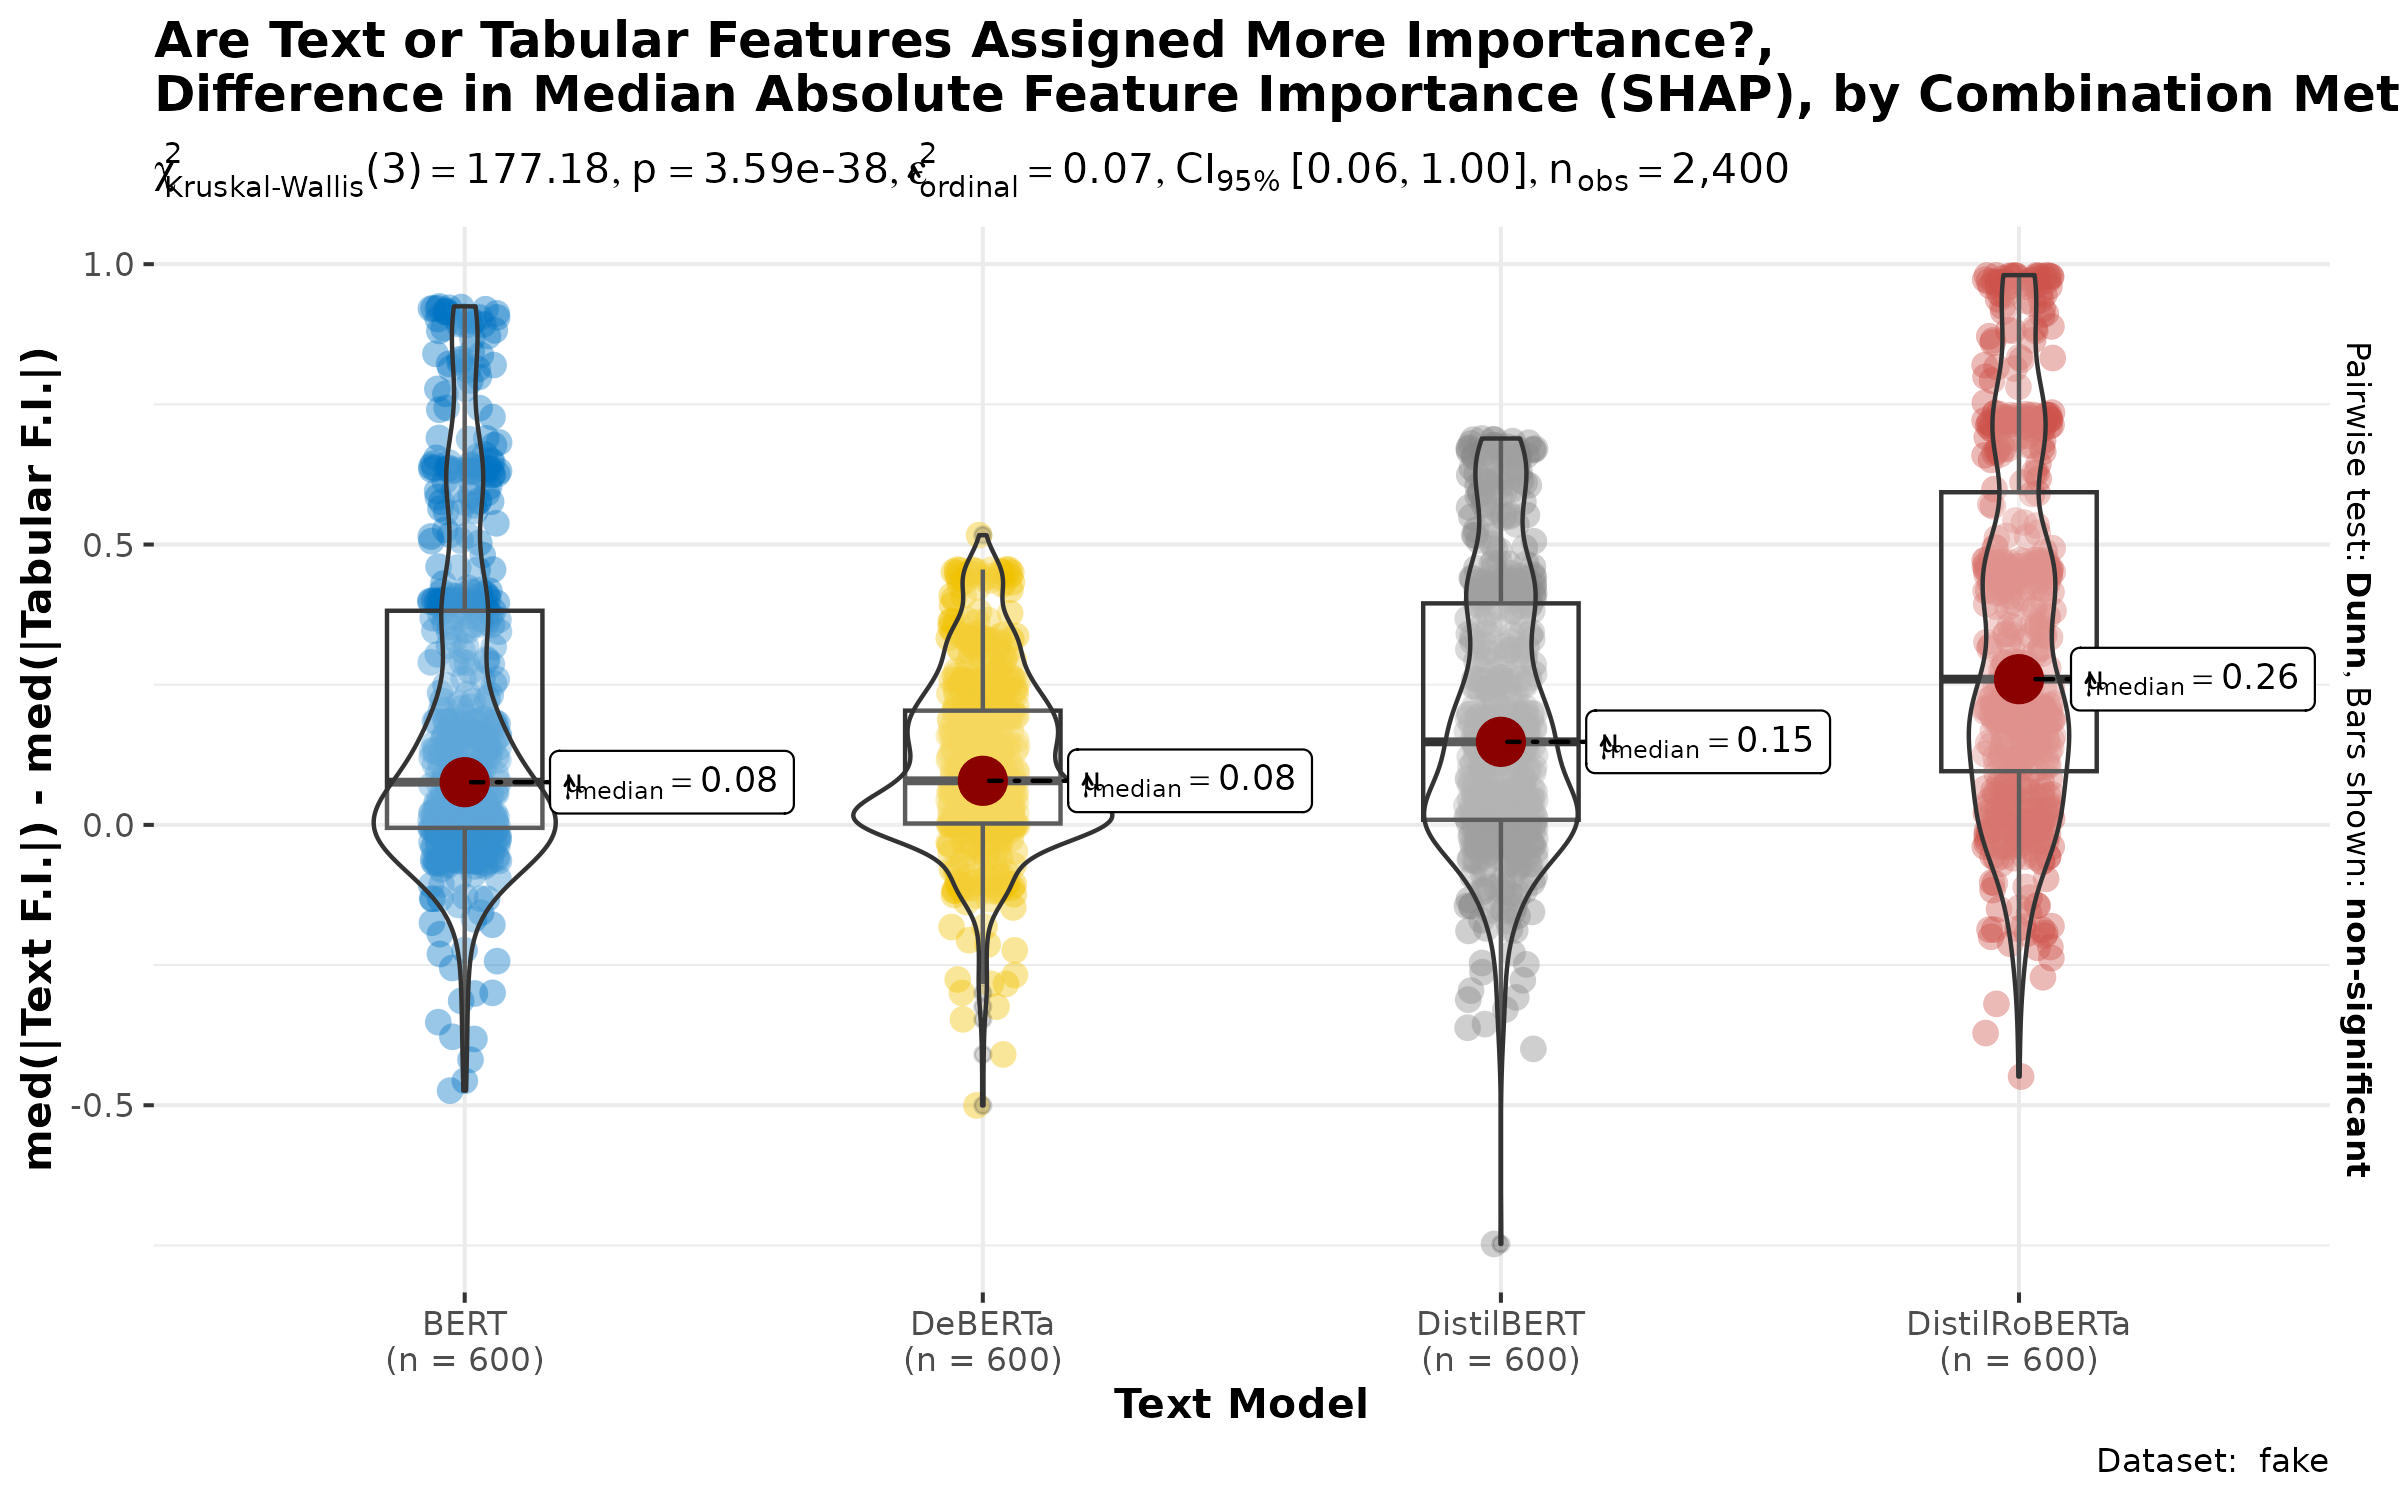 Are Text or Tabular Features Assigned More Importance?,
Difference in Median Absolute Feature Importance (SHAP), by Combination Met
χ²Kruskal-Wallis(3) = 177.18, p = 3.59e-38, ε²ordinal = 0.07, CI95% [0.06, 1.00], nobs = 2,400
med(|Text F.I.|) - med(|Tabular F.I.|)
1.0
0.5
0.0
-0.5
μ̂median = 0.08
μ̂median = 0.08
μ̂median = 0.15
μ̂median = 0.26
Pairwise test: Dunn, Bars shown: non-significant
BERT
(n = 600)
DeBERTa
(n = 600)
DistilBERT
(n = 600)
DistilRoBERTa
(n = 600)
Text Model
Dataset: fake